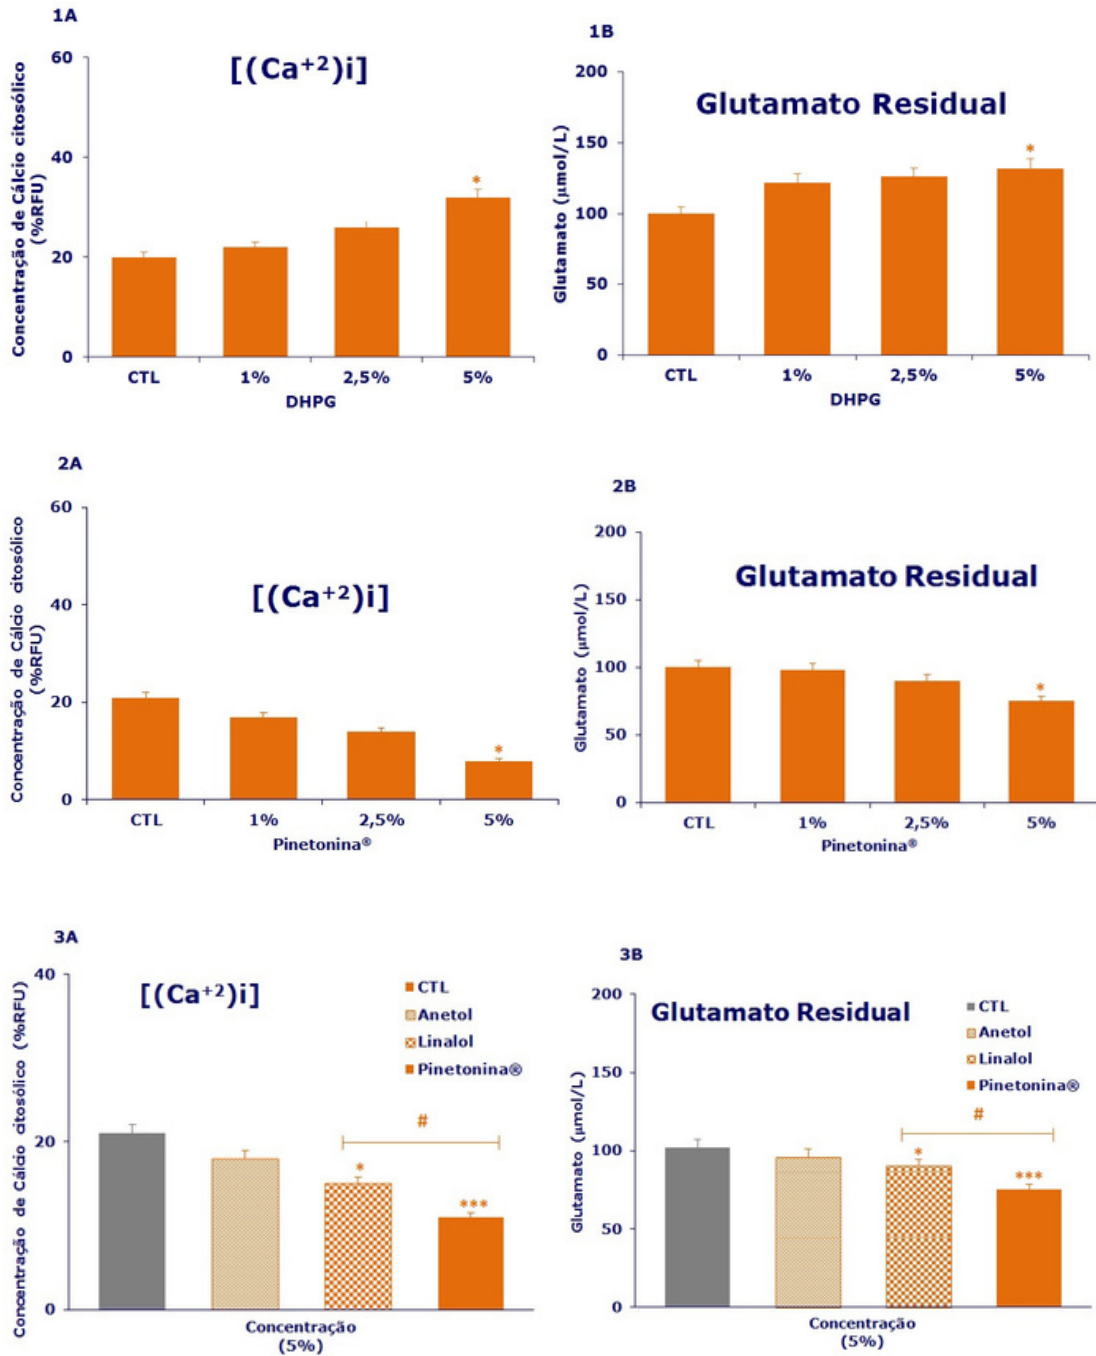 1A
[(Ca⁺²)i]
Concentração de Cálcio citosólico
(%RFU)
60
40
20
0
*
CTL
1%
2,5%
5%
DHPG
1B
Glutamato Residual
Glutamato (µmol/L)
200
150
100
50
0
*
CTL
1%
2,5%
5%
DHPG
2A
[(Ca⁺²)i]
Concentração de Cálcio citosólico
(%RFU)
60
40
20
0
*
CTL
1%
2,5%
5%
Pinetonina®
2B
Glutamato Residual
Glutamato (µmol/L)
200
150
100
50
0
*
CTL
1%
2,5%
5%
Pinetonina®
3A
[(Ca⁺²)i]
Concentração de Cálcio citosólico (%RFU)
40
20
0
CTL
Anetol
Linalol
Pinetonina®
#
*
***
Concentração
(5%)
3B
Glutamato Residual
Glutamato (µmol/L)
200
150
100
50
0
CTL
Anetol
Linalol
Pinetonina®
#
*
***
Concentração
(5%)